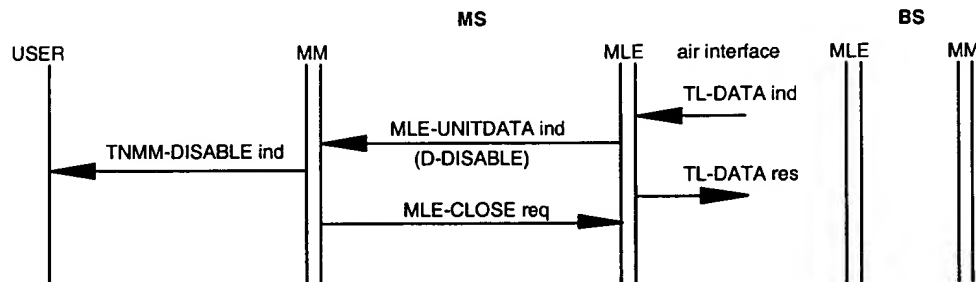 MS BS
USER MM MLE air interface MLE MM
TL-DATA ind
MLE-UNITDATA ind
(D-DISABLE)
TNMM-DISABLE ind
TL-DATA res
MLE-CLOSE req